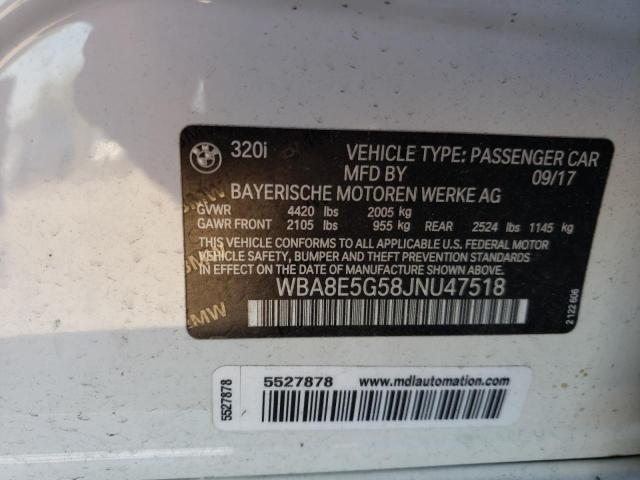 BMW 320i VEHICLE TYPE: PASSENGER CAR
MFD BY 09/17
BAYERISCHE MOTOREN WERKE AG
GVWR 4420 lbs 2005 kg
GAWR FRONT 2105 lbs 955 kg REAR 2524 lbs 1145 kg
THIS VEHICLE CONFORMS TO ALL APPLICABLE U.S. FEDERAL MOTOR
VEHICLE SAFETY, BUMPER AND THEFT PREVENTION STANDARDS
IN EFFECT ON THE DATE OF MANUFACTURE SHOWN ABOVE.
WBA8E5G58JNU47518
2 122 606
BMW
BMW
5527878
5527878 www.mdlautomation.com